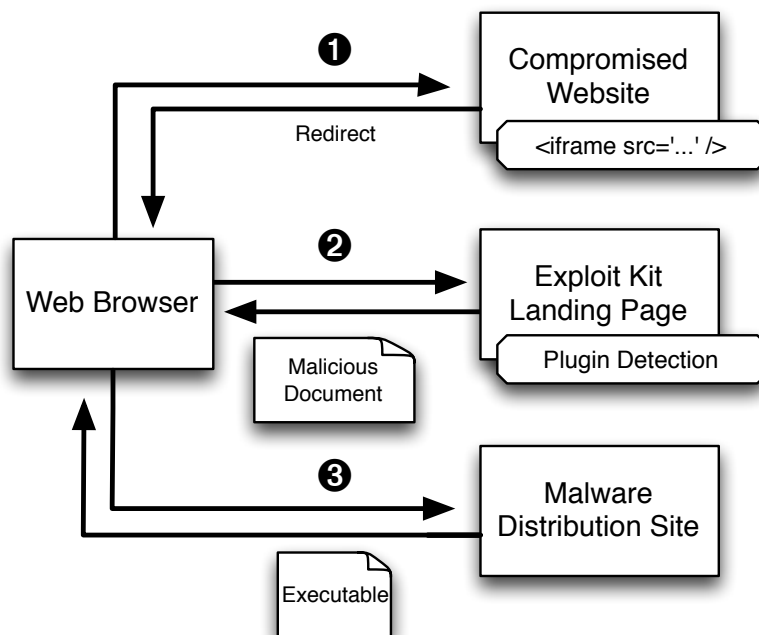 ❶
Compromised
Website
<iframe src='...' />
Redirect
❷
Web Browser
Exploit Kit
Landing Page
Plugin Detection
Malicious
Document
❸
Malware
Distribution Site
Executable